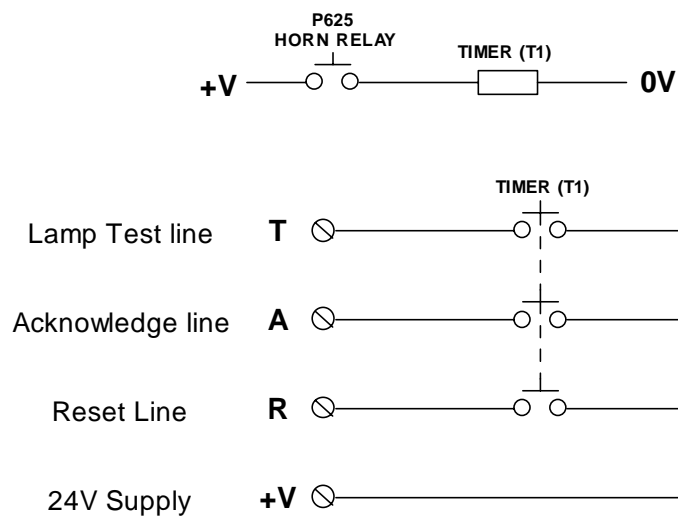 P625
HORN RELAY
TIMER (T1)
+V
0V
TIMER (T1)
Lamp Test line T
Acknowledge line A
Reset Line R
24V Supply +V